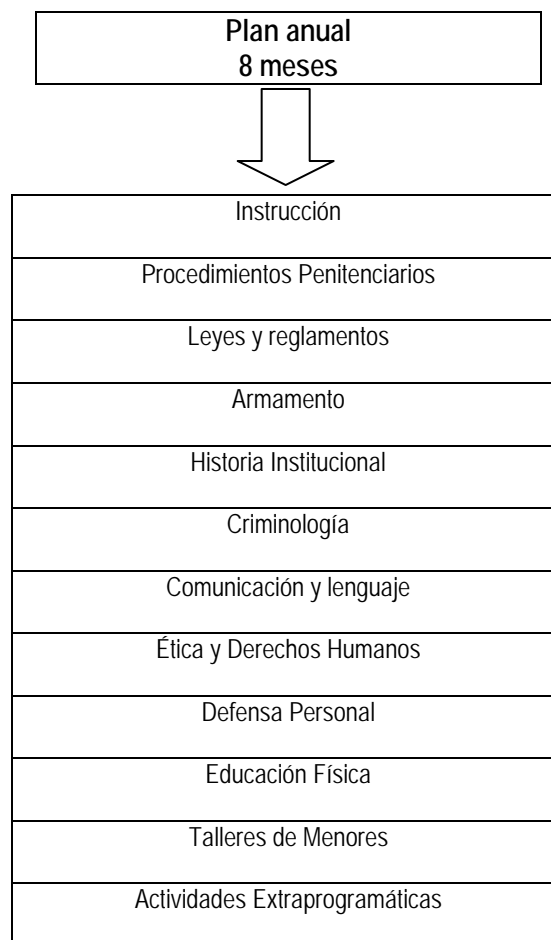 Plan anual
8 meses
Instrucción
Procedimientos Penitenciarios
Leyes y reglamentos
Armamento
Historia Institucional
Criminología
Comunicación y lenguaje
Ética y Derechos Humanos
Defensa Personal
Educación Física
Talleres de Menores
Actividades Extraprogramáticas